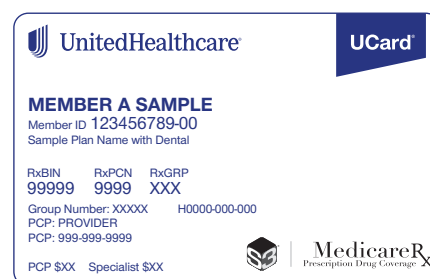 UnitedHealthcare®
UCard®
MEMBER A SAMPLE
Member ID 123456789-00
Sample Plan Name with Dental
RxBIN RxPCN RxGRP
99999 9999 XXX
Group Number: XXXXX H0000-000-000
PCP: PROVIDER
PCP: 999-999-9999
PCP $XX Specialist $XX
S3
MedicareRx
Prescription Drug Coverage